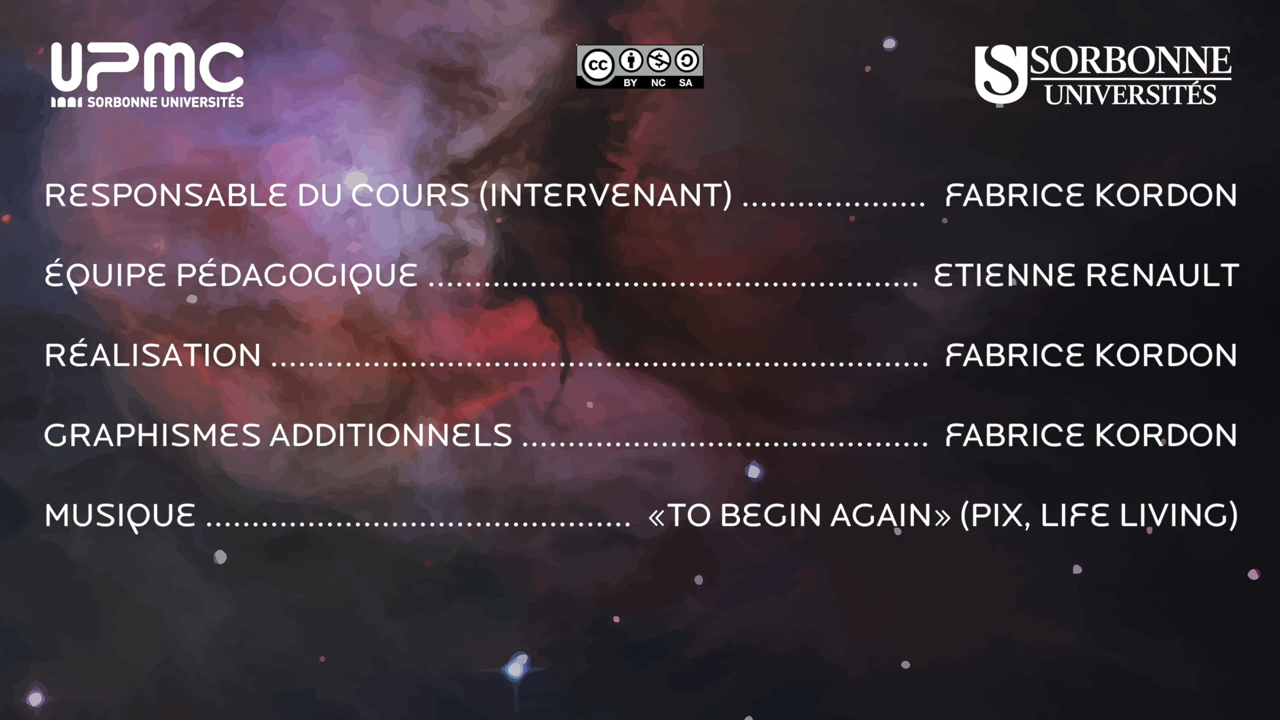 UPMC
SORBONNE UNIVERSITÉS
CC BY NC SA
SORBONNE
UNIVERSITÉS
RESPONSABLE DU COURS (INTERVENANT) ................... FABRICE KORDON
ÉQUIPE PÉDAGOGIQUE .................................................... ETIENNE RENAULT
RÉALISATION ..................................................................... FABRICE KORDON
GRAPHISMES ADDITIONNELS ........................................... FABRICE KORDON
MUSIQUE ............................................. «TO BEGIN AGAIN» (PIX, LIFE LIVING)